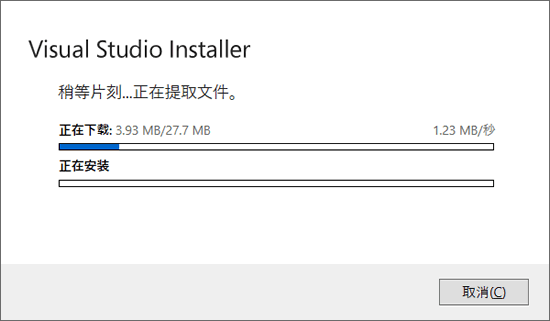 Visual Studio Installer
稍等片刻...正在提取文件。
正在下载: 3.93 MB/27.7 MB 1.23 MB/秒
正在安装
取消(C)